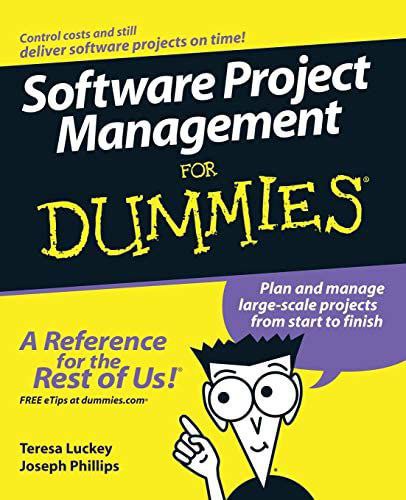 Control costs and still
deliver software projects on time!
Software Project
Management
FOR
DUMMIES®
Plan and manage
large-scale projects
from start to finish
A Reference
for the
Rest of Us!®
FREE eTips at dummies.com®
Teresa Luckey
Joseph Phillips